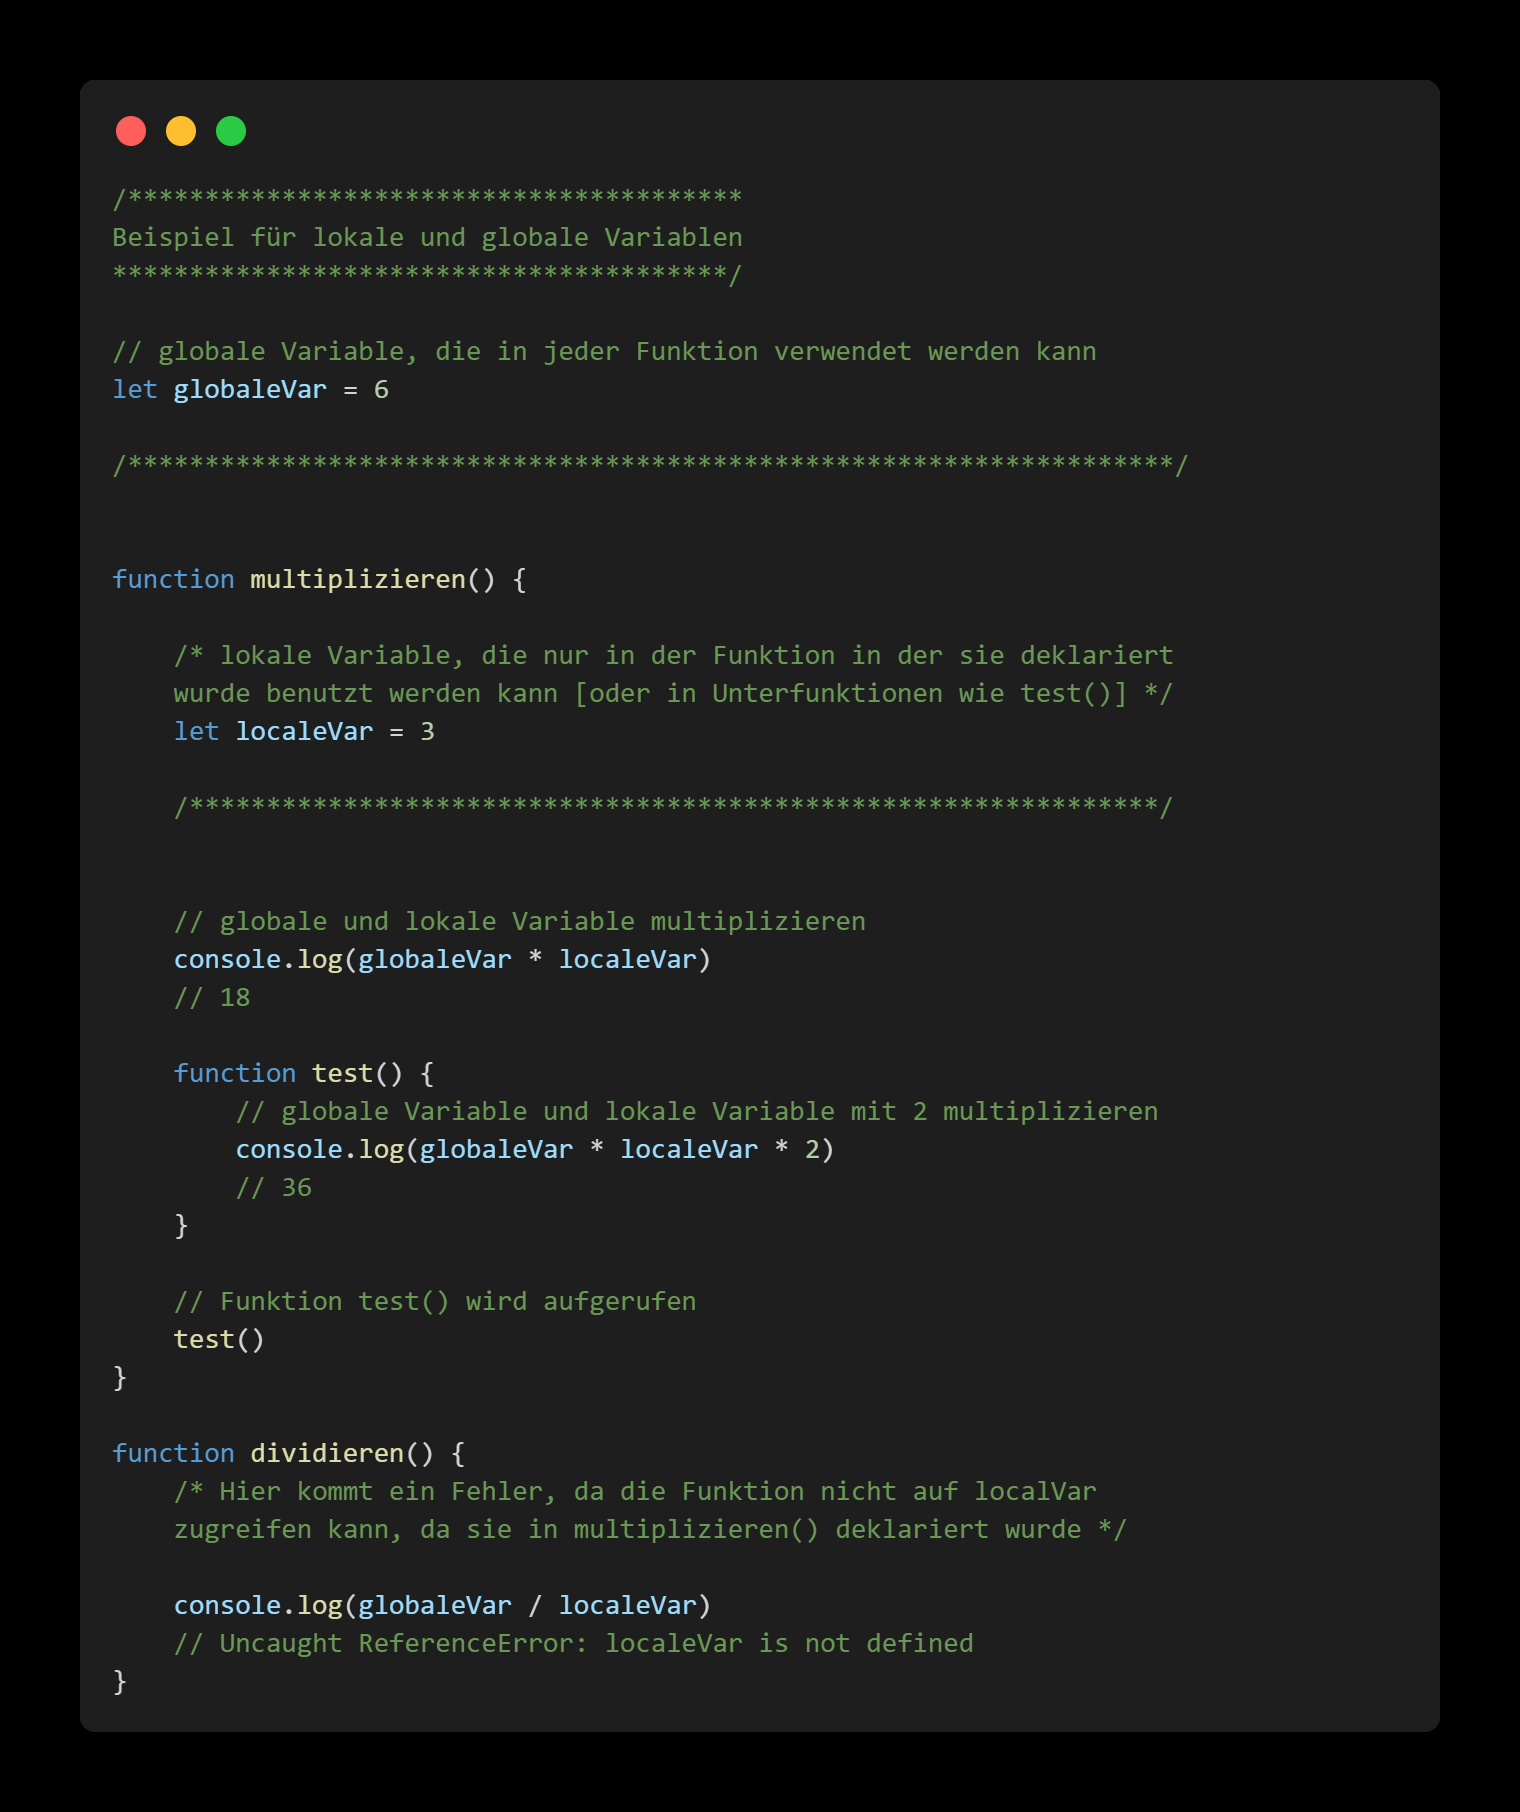 /****************************************
Beispiel für lokale und globale Variablen
****************************************/
// globale Variable, die in jeder Funktion verwendet werden kann
let globaleVar = 6
/********************************************************************/
function multiplizieren() {
/* lokale Variable, die nur in der Funktion in der sie deklariert
wurde benutzt werden kann [oder in Unterfunktionen wie test()] */
let localeVar = 3
/***************************************************************/
// globale und lokale Variable multiplizieren
console.log(globaleVar * localeVar)
// 18
function test() {
// globale Variable und lokale Variable mit 2 multiplizieren
console.log(globaleVar * localeVar * 2)
// 36
}
// Funktion test() wird aufgerufen
test()
}
function dividieren() {
/* Hier kommt ein Fehler, da die Funktion nicht auf localVar
zugreifen kann, da sie in multiplizieren() deklariert wurde */
console.log(globaleVar / localeVar)
// Uncaught ReferenceError: localeVar is not defined
}